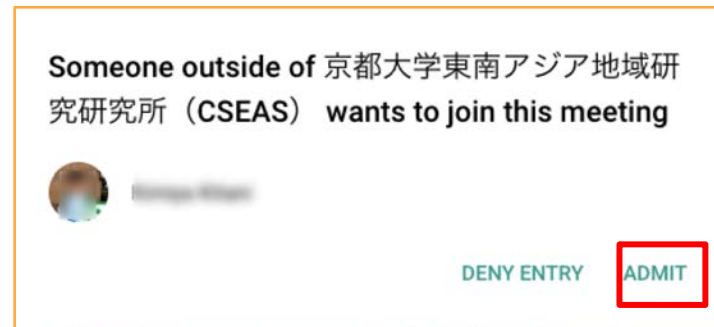 Someone outside of 京都大学東南アジア地域研
究研究所（CSEAS） wants to join this meeting
DENY ENTRY ADMIT